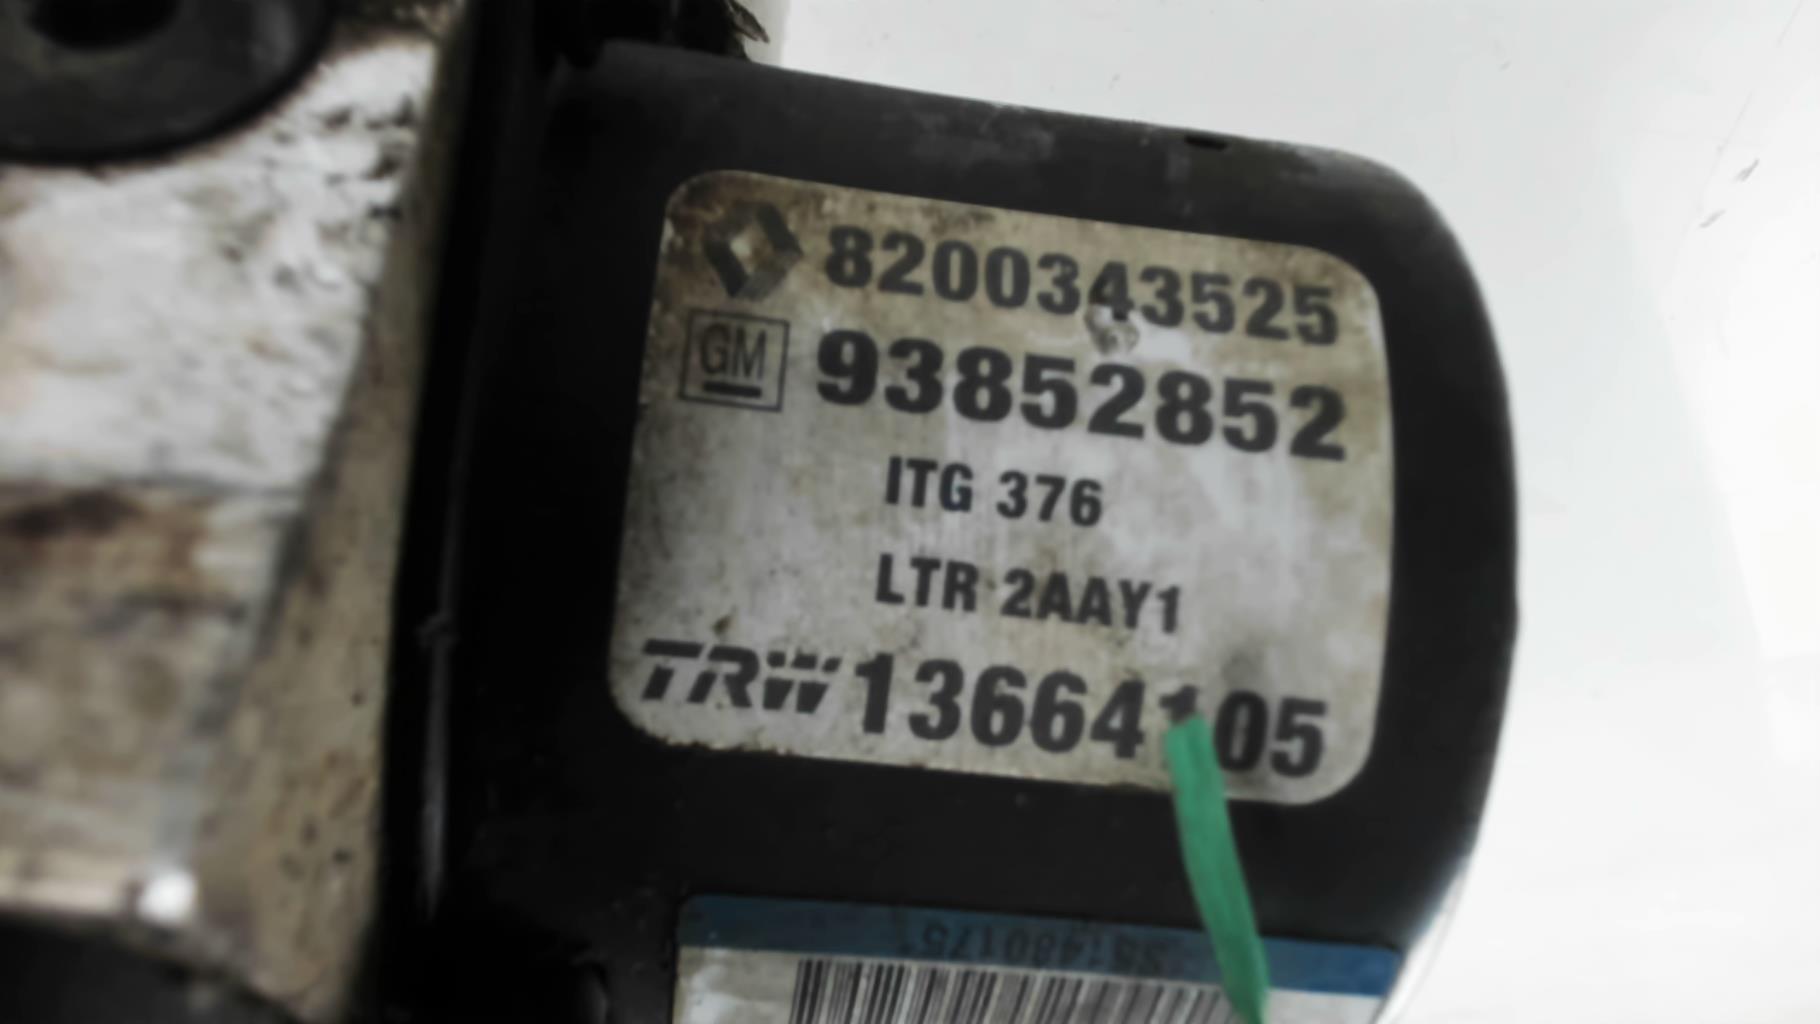 8200343525
GM 93852852
ITG 376
LTR 2AAY1
TRW 13664105